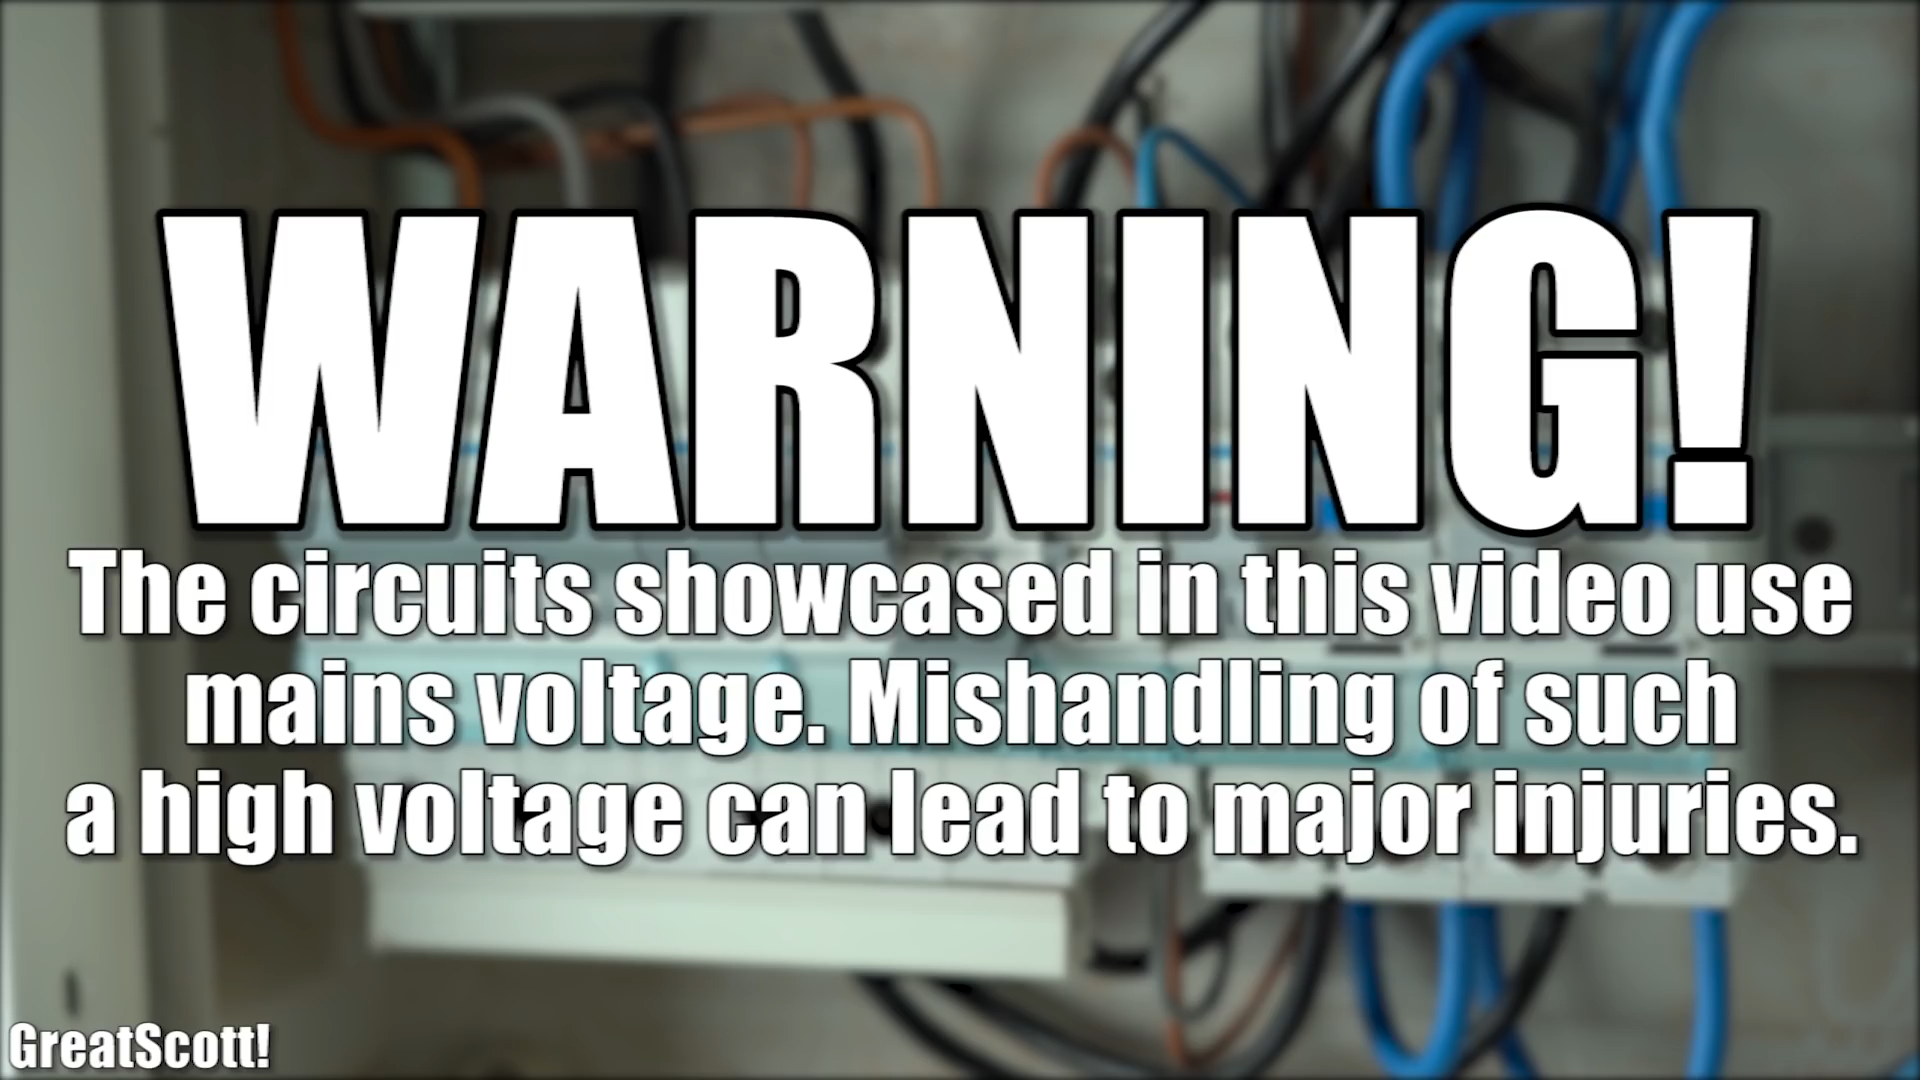 WARNING!
The circuits showcased in this video use
mains voltage. Mishandling of such
a high voltage can lead to major injuries.
GreatScott!